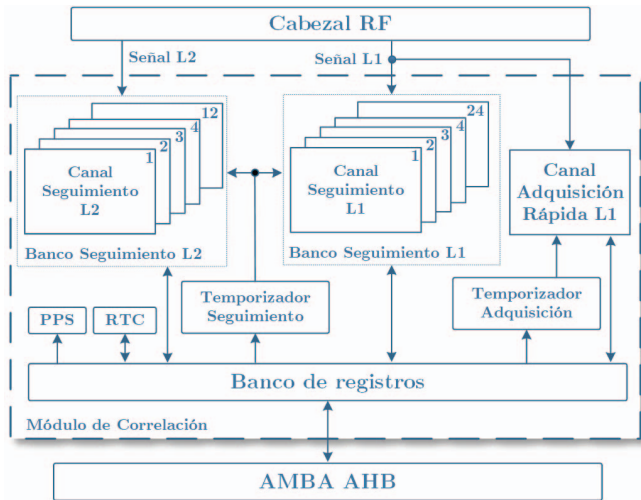 Cabezal RF
Señal L2
Señal L1
12
4
3
2
1
Canal
Seguimiento
L2
Banco Seguimiento L2
24
4
3
2
1
Canal
Seguimiento
L1
Banco Seguimiento L1
Canal
Adquisición
Rápida L1
PPS
RTC
Temporizador
Seguimiento
Temporizador
Adquisición
Banco de registros
Módulo de Correlación
AMBA AHB